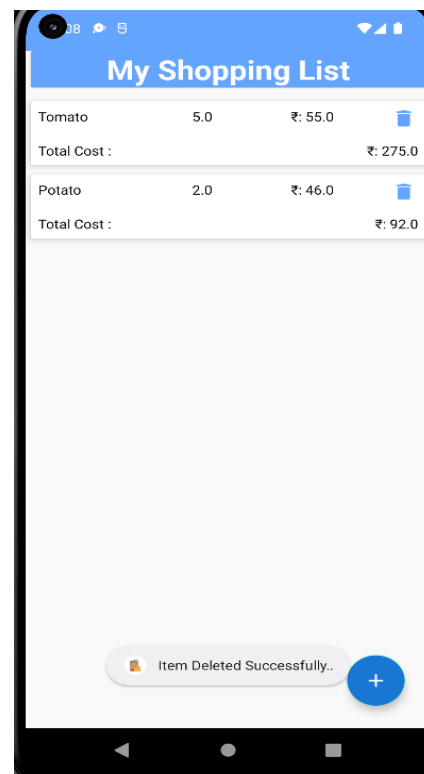 My Shopping List
Tomato 5.0 ₹: 55.0
Total Cost : ₹: 275.0
Potato 2.0 ₹: 46.0
Total Cost : ₹: 92.0
Item Deleted Successfully..
+